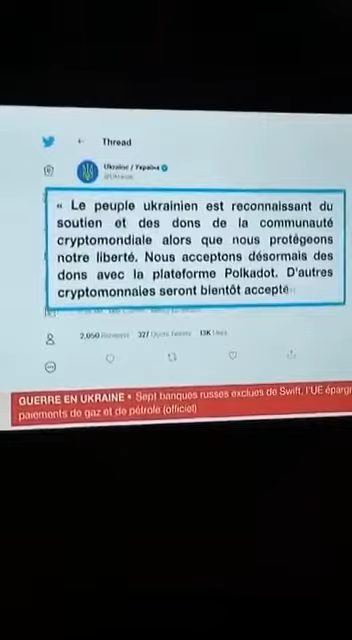 Thread
Ukraine / Україна
@Ukraine
« Le peuple ukrainien est reconnaissant du
soutien et des dons de la communauté
cryptomondiale alors que nous protégeons
notre liberté. Nous acceptons désormais des
dons avec la plateforme Polkadot. D'autres
cryptomonnaies seront bientôt accepté
2,050 Retweets 327 Quote Tweets 13K Likes
GUERRE EN UKRAINE • Sept banques russes exclues de Swift, l'UE épargn
paiements de gaz et de pétrole (officiel)